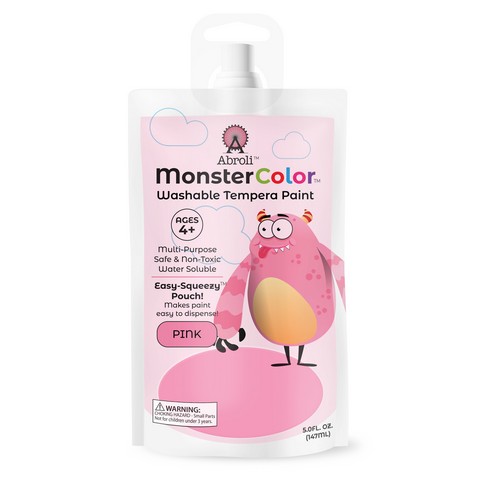 Abroli™
MonsterColor™
Washable Tempera Paint
AGES
4+
Multi-Purpose
Safe & Non-Toxic
Water Soluble
Easy-Squeezy™
Pouch!
Makes paint
easy to dispense!
PINK
WARNING:
CHOKING HAZARD - Small Parts
Not for children under 3 years.
5.0FL. OZ.
(147ML)